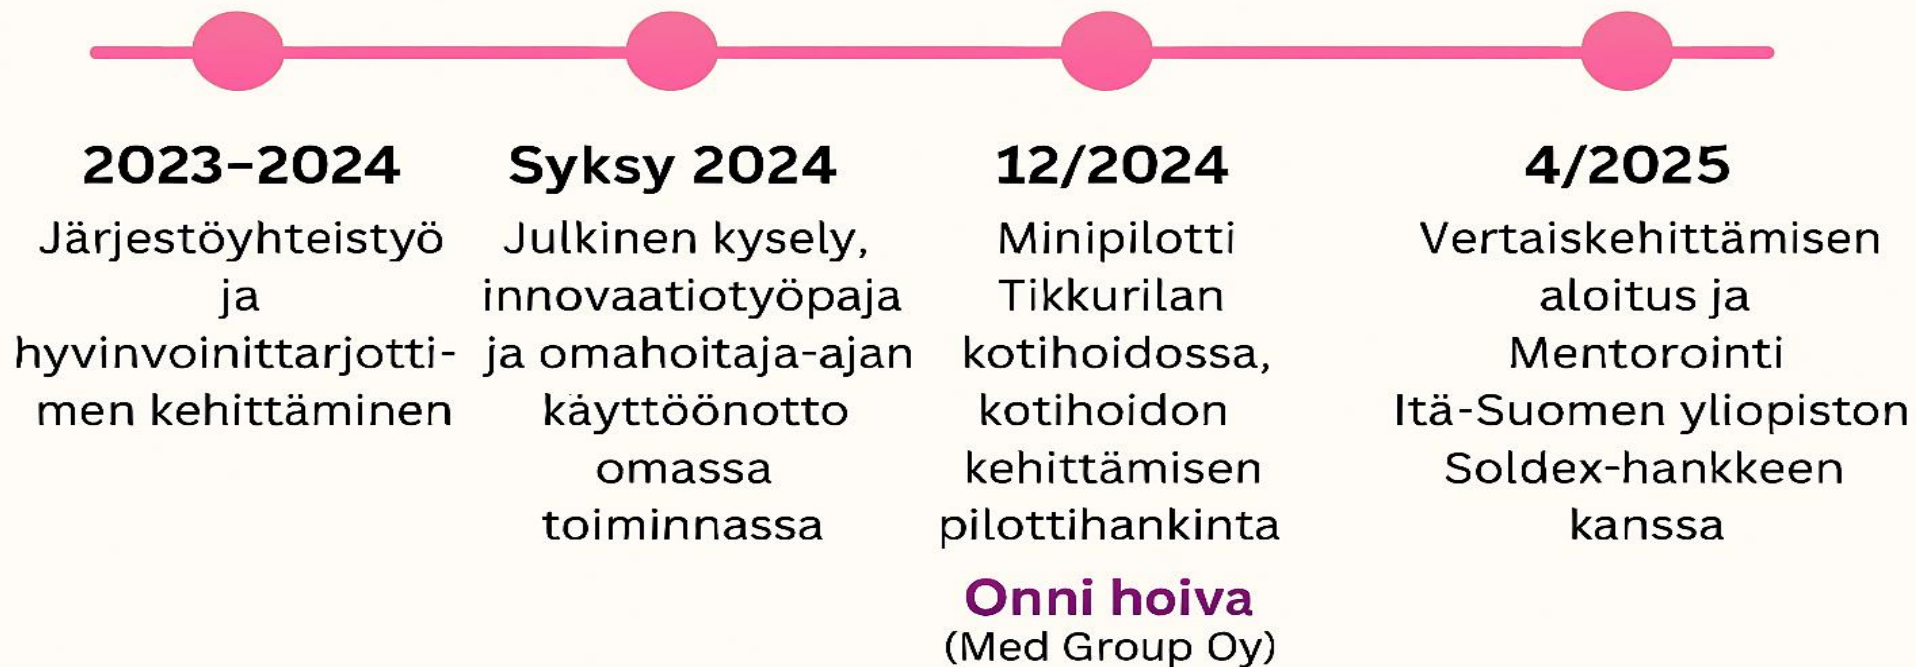 2023–2024
Järjestöyhteistyö
ja
hyvinvoinittarjotti-
men kehittäminen
Syksy 2024
Julkinen kysely,
innovaatiotyöpaja
ja omahoitaja-ajan
käyttöönotto
omassa
toiminnassa
12/2024
Minipilotti
Tikkurilan
kotihoidossa,
kotihoidon
kehittämisen
pilottihankinta
Onni hoiva
(Med Group Oy)
4/2025
Vertaiskehittämisen
aloitus ja
Mentorointi
Itä-Suomen yliopiston
Soldex-hankkeen
kanssa